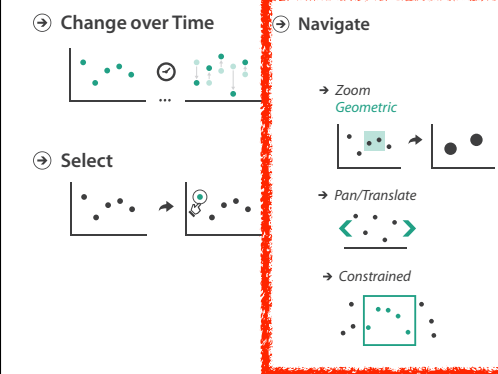 Change over Time
...
Select
Navigate
Zoom
Geometric
Pan/Translate
Constrained